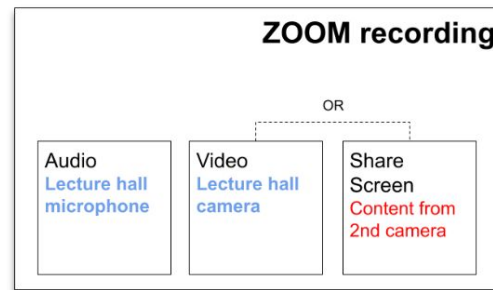 ZOOM recording
OR
Audio
Lecture hall
microphone
Video
Lecture hall
camera
Share
Screen
Content from
2nd camera